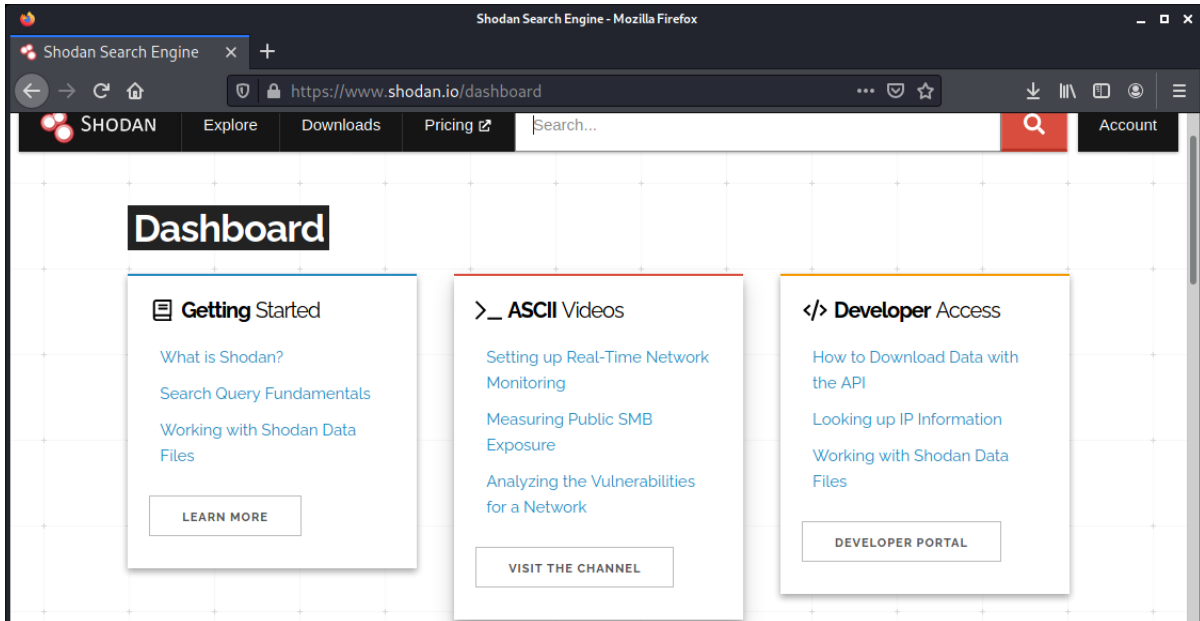 Shodan Search Engine - Mozilla Firefox
Shodan Search Engine
https://www.shodan.io/dashboard
SHODAN Explore Downloads Pricing Search... Account
Dashboard
Getting Started
What is Shodan?
Search Query Fundamentals
Working with Shodan Data
Files
LEARN MORE
>_ ASCII Videos
Setting up Real-Time Network
Monitoring
Measuring Public SMB
Exposure
Analyzing the Vulnerabilities
for a Network
VISIT THE CHANNEL
</> Developer Access
How to Download Data with
the API
Looking up IP Information
Working with Shodan Data
Files
DEVELOPER PORTAL